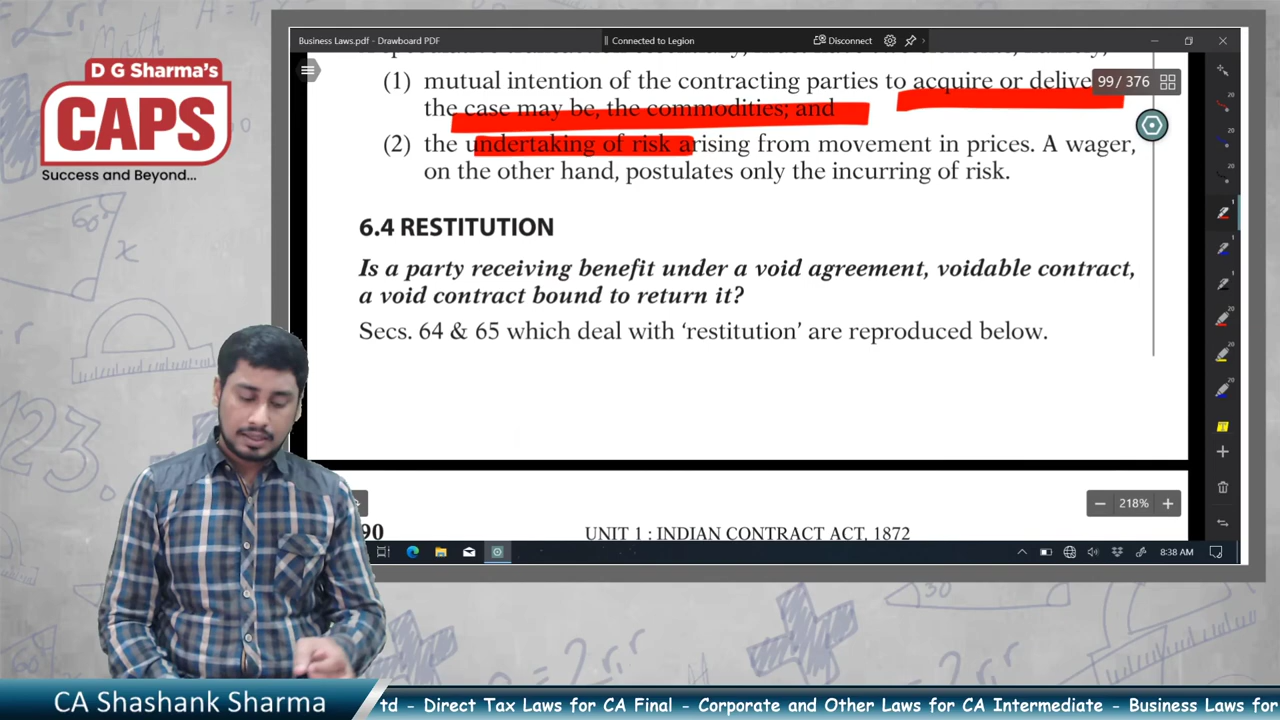 D G Sharma's
CAPS
Success and Beyond...
Business Laws.pdf - Drawboard PDF
Connected to Legion
Disconnect
(1) mutual intention of the contracting parties to acquire or delive
99 / 376
the case may be, the commodities; and
(2) the undertaking of risk arising from movement in prices. A wager,
on the other hand, postulates only the incurring of risk.
6.4 RESTITUTION
Is a party receiving benefit under a void agreement, voidable contract,
a void contract bound to return it?
Secs. 64 & 65 which deal with 'restitution' are reproduced below.
218%
90
UNIT 1 : INDIAN CONTRACT ACT, 1872
8:38 AM
CA Shashank Sharma
td - Direct Tax Laws for CA Final - Corporate and Other Laws for CA Intermediate - Business Laws for